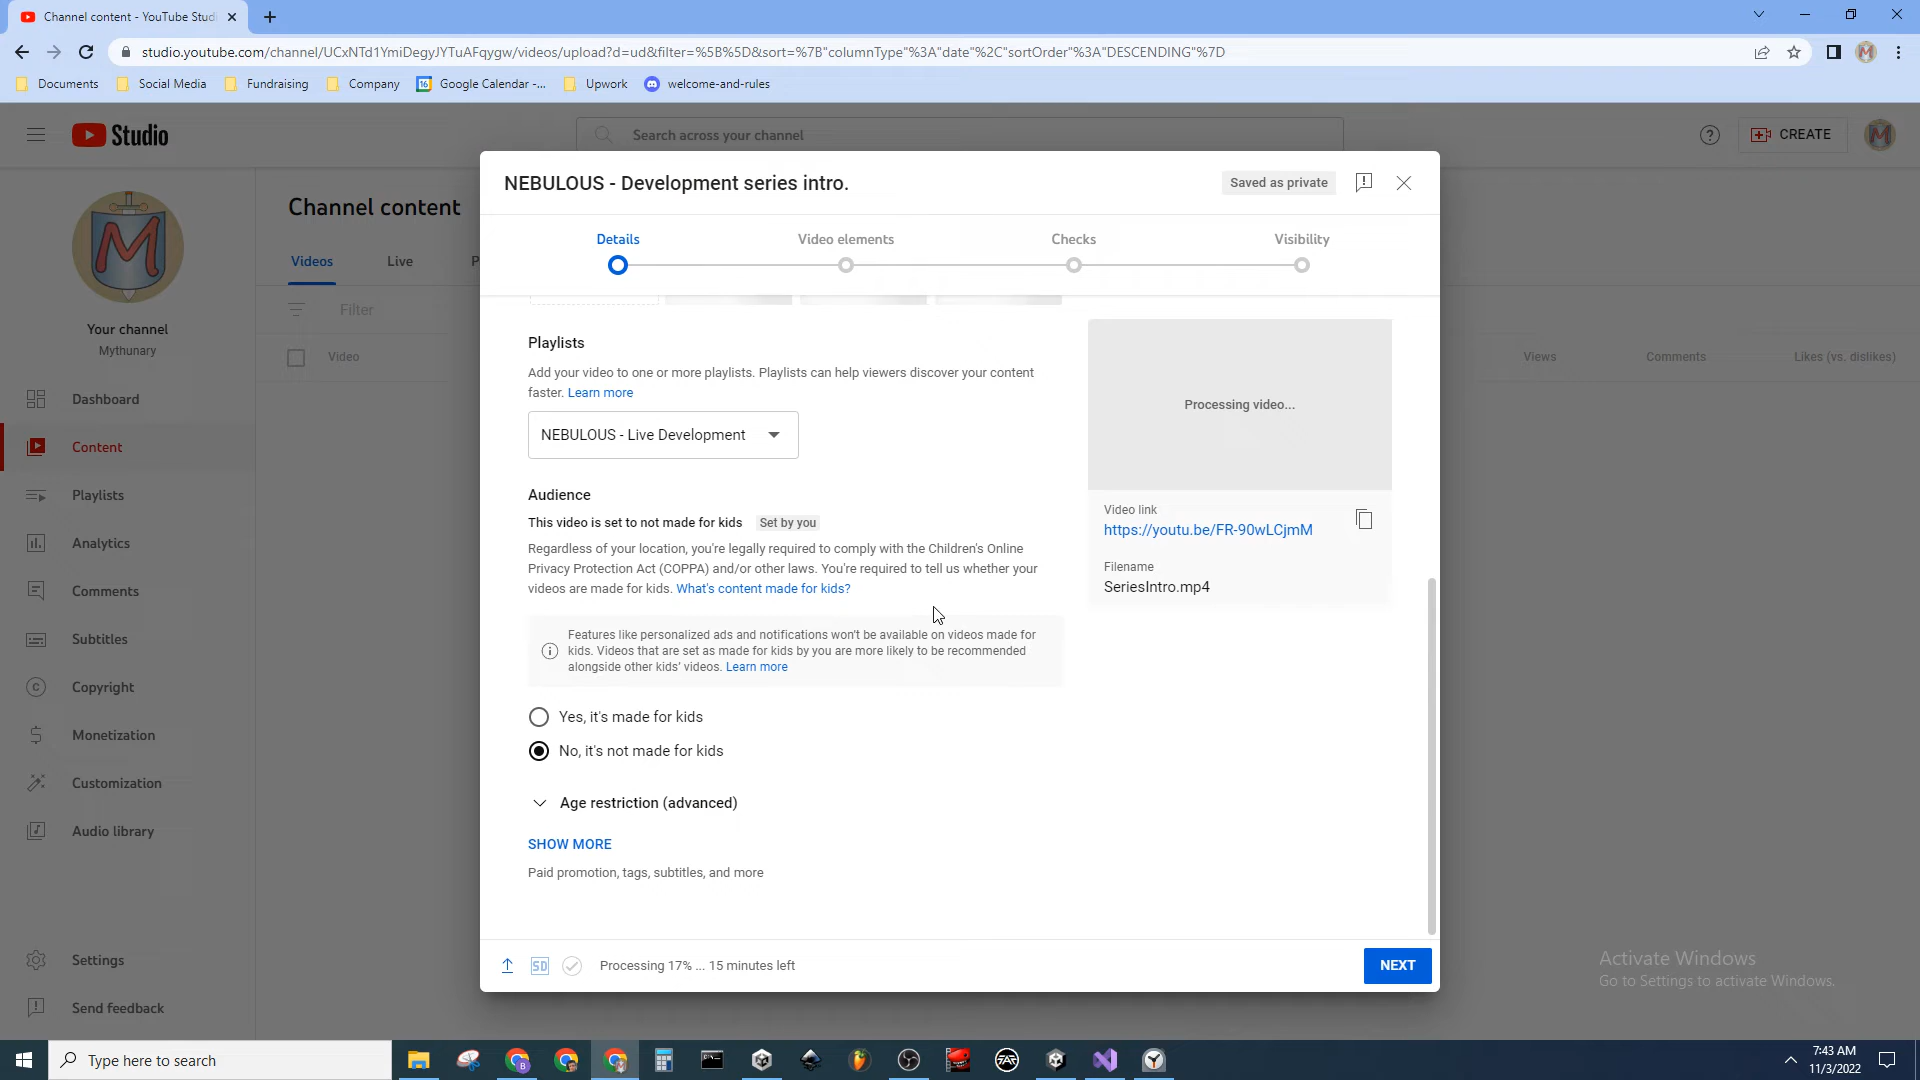 Channel content - YouTube Studi
studio.youtube.com/channel/UCxNTd1YmiDegyJYTuAFqygw/videos/upload?d=ud&filter=%5B%5D&sort=%7B"columnType"%3A"date"%2C"sortOrder"%3A"DESCENDING"%7D
Documents Social Media Fundraising Company 16 Google Calendar -... Upwork welcome-and-rules
Studio
Search across your channel
CREATE
M
Your channel
Mythunary
Dashboard
Content
Playlists
Analytics
Comments
Subtitles
Copyright
Monetization
Customization
Audio library
Settings
Send feedback
Channel content
Videos Live P
Filter
Video
Views Comments Likes (vs. dislikes)
NEBULOUS - Development series intro.
Saved as private
Details Video elements Checks Visibility
Playlists
Add your video to one or more playlists. Playlists can help viewers discover your content
faster. Learn more
NEBULOUS - Live Development
Audience
This video is set to not made for kids Set by you
Regardless of your location, you're legally required to comply with the Children's Online
Privacy Protection Act (COPPA) and/or other laws. You're required to tell us whether your
videos are made for kids. What's content made for kids?
Features like personalized ads and notifications won't be available on videos made for
kids. Videos that are set as made for kids by you are more likely to be recommended
alongside other kids' videos. Learn more
Yes, it's made for kids
No, it's not made for kids
Age restriction (advanced)
SHOW MORE
Paid promotion, tags, subtitles, and more
Processing video...
Video link
https://youtu.be/FR-90wLCjmM
Filename
SeriesIntro.mp4
SD Processing 17% ... 15 minutes left
NEXT
Activate Windows
Go to Settings to activate Windows.
Type here to search
7:43 AM
11/3/2022